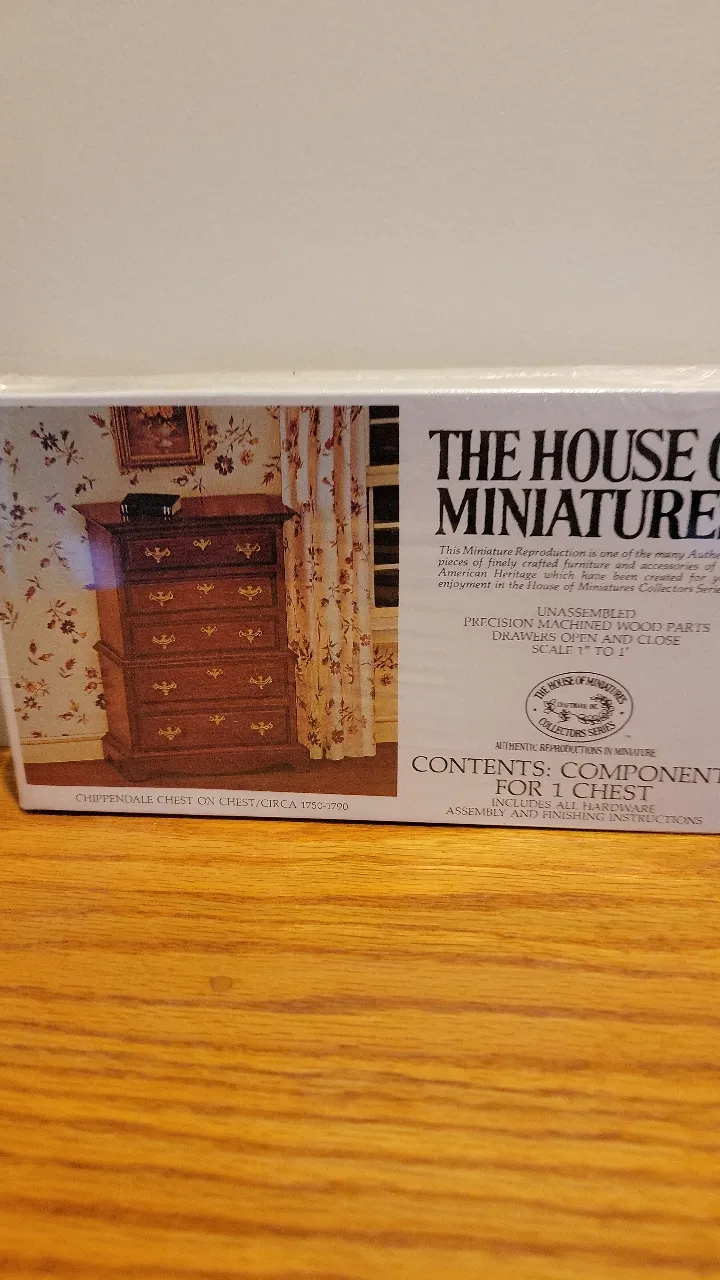 THE HOUSE O
MINIATURE
This Miniature Reproduction is one of the many Authe
pieces of finely crafted furniture and accessories of
American Heritage which have been created for y
enjoyment in the House of Miniatures Collectors Serie
UNASSEMBLED
PRECISION MACHINED WOOD PARTS
DRAWERS OPEN AND CLOSE
SCALE 1" TO 1'
THE HOUSE OF MINIATURES
COLLECTORS SERIES
AUTHENTIC REPRODUCTIONS IN MINIATURE
CONTENTS: COMPONENT
FOR 1 CHEST
INCLUDES ALL HARDWARE
ASSEMBLY AND FINISHING INSTRUCTIONS
CHIPPENDALE CHEST ON CHEST/CIRCA 1750-1790